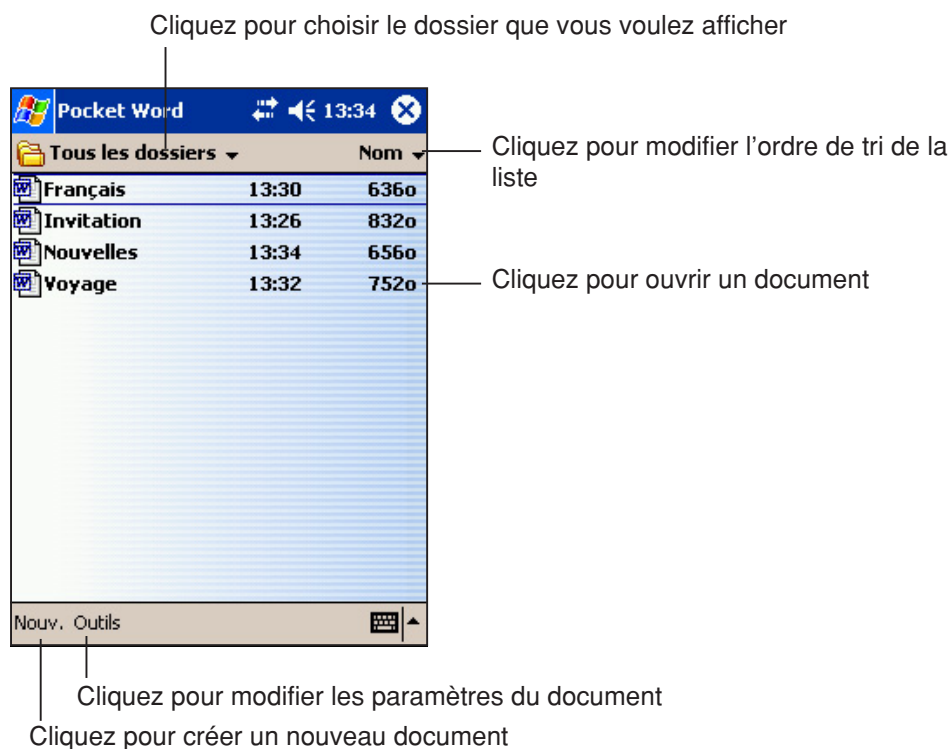 Cliquez pour choisir le dossier que vous voulez afficher
Pocket Word 13:34
Tous les dossiers Nom
Cliquez pour modifier l'ordre de tri de la
liste
Français 13:30 636o
Invitation 13:26 832o
Nouvelles 13:34 656o
Voyage 13:32 752o
Cliquez pour ouvrir un document
Nouv. Outils
Cliquez pour modifier les paramètres du document
Cliquez pour créer un nouveau document